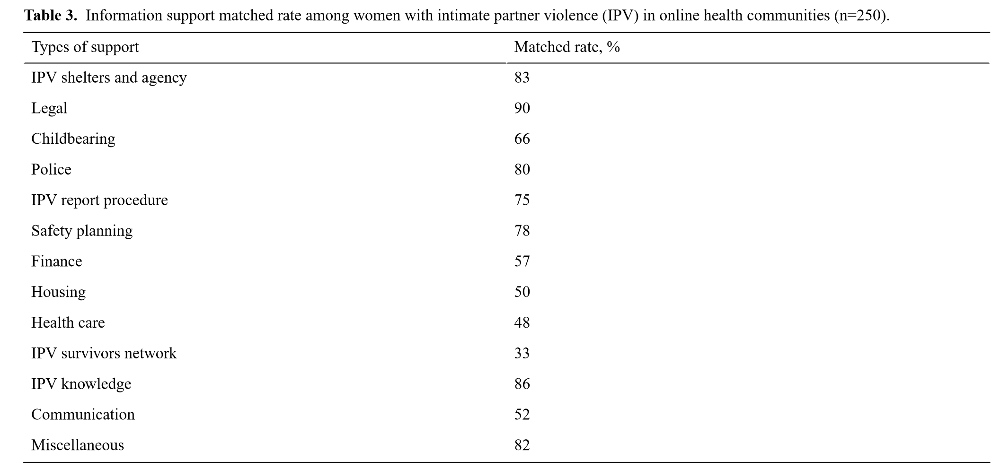 Table 3. Information support matched rate among women with intimate partner violence (IPV) in online health communities (n=250).
Types of support Matched rate, %
IPV shelters and agency 83
Legal 90
Childbearing 66
Police 80
IPV report procedure 75
Safety planning 78
Finance 57
Housing 50
Health care 48
IPV survivors network 33
IPV knowledge 86
Communication 52
Miscellaneous 82